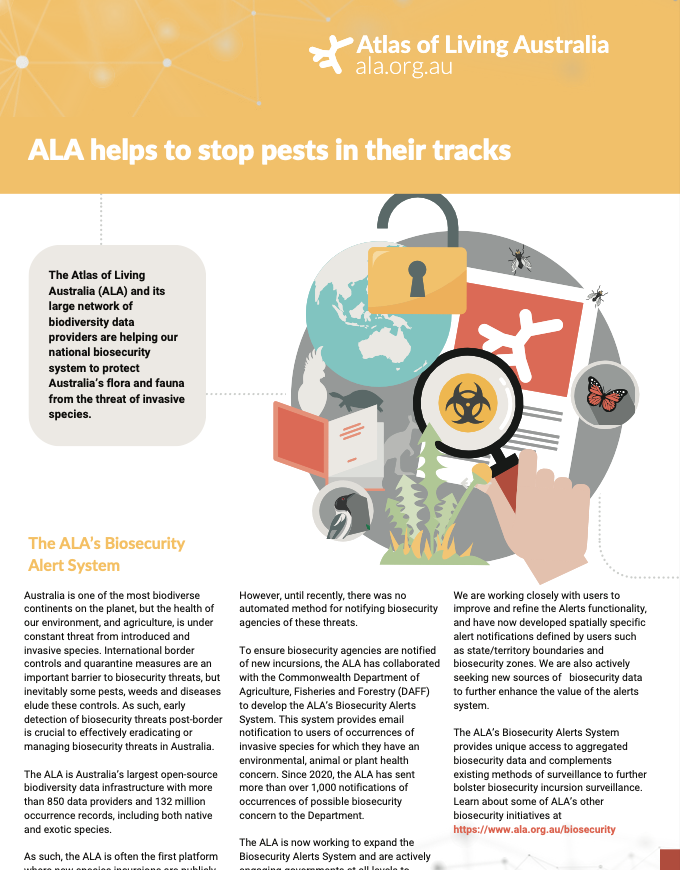 Atlas of Living Australia
ala.org.au
ALA helps to stop pests in their tracks
The Atlas of Living
Australia (ALA) and its
large network of
biodiversity data
providers are helping our
national biosecurity
system to protect
Australia's flora and fauna
from the threat of invasive
species.
The ALA's Biosecurity
Alert System
Australia is one of the most biodiverse
continents on the planet, but the health of
our environment, and agriculture, is under
constant threat from introduced and
invasive species. International border
controls and quarantine measures are an
important barrier to biosecurity threats, but
inevitably some pests, weeds and diseases
elude these controls. As such, early
detection of biosecurity threats post-border
is crucial to effectively eradicating or
managing biosecurity threats in Australia.
The ALA is Australia's largest open-source
biodiversity data infrastructure with more
than 850 data providers and 132 million
occurrence records, including both native
and exotic species.
As such, the ALA is often the first platform
where new species incursions are publicly
However, until recently, there was no
automated method for notifying biosecurity
agencies of these threats.
To ensure biosecurity agencies are notified
of new incursions, the ALA has collaborated
with the Commonwealth Department of
Agriculture, Fisheries and Forestry (DAFF)
to develop the ALA's Biosecurity Alerts
System. This system provides email
notification to users of occurrences of
invasive species for which they have an
environmental, animal or plant health
concern. Since 2020, the ALA has sent
more than over 1,000 notifications of
occurrences of possible biosecurity
concern to the Department.
The ALA is now working to expand the
Biosecurity Alerts System and are actively
engaging governments at all levels to
We are working closely with users to
improve and refine the Alerts functionality,
and have now developed spatially specific
alert notifications defined by users such
as state/territory boundaries and
biosecurity zones. We are also actively
seeking new sources of  biosecurity data
to further enhance the value of the alerts
system.
The ALA's Biosecurity Alerts System
provides unique access to aggregated
biosecurity data and complements
existing methods of surveillance to further
bolster biosecurity incursion surveillance.
Learn about some of ALA's other
biosecurity initiatives at
https://www.ala.org.au/biosecurity